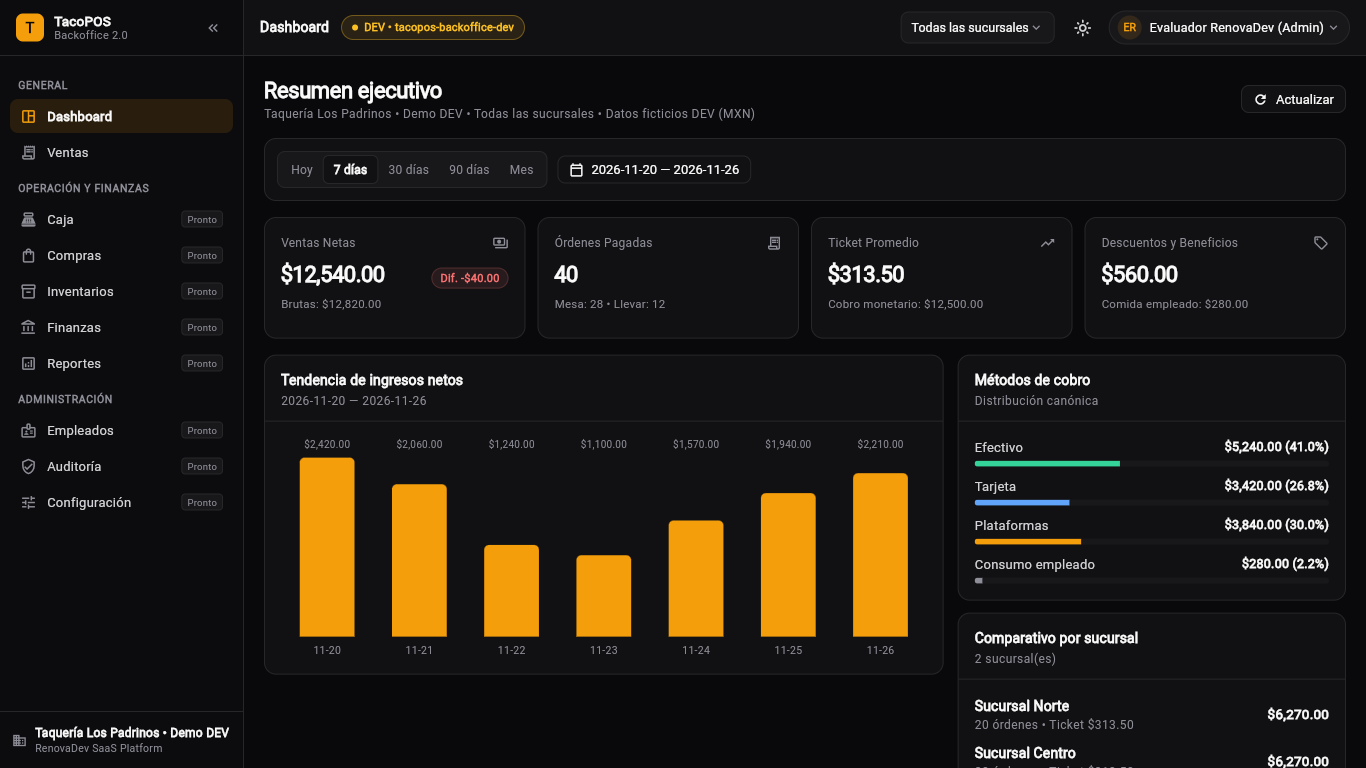 T
TacoPOS
Backoffice 2.0
GENERAL
Dashboard
Ventas
OPERACIÓN Y FINANZAS
Caja Pronto
Compras Pronto
Inventarios Pronto
Finanzas Pronto
Reportes Pronto
ADMINISTRACIÓN
Empleados Pronto
Auditoría Pronto
Configuración Pronto
Taquería Los Padrinos • Demo DEV
RenovaDev SaaS Platform
Dashboard DEV • tacopos-backoffice-dev Todas las sucursales ER Evaluador RenovaDev (Admin)
Resumen ejecutivo
Taquería Los Padrinos • Demo DEV • Todas las sucursales • Datos ficticios DEV (MXN)
Actualizar
Hoy 7 días 30 días 90 días Mes 2026-11-20 — 2026-11-26
Ventas Netas
$12,540.00 Dif. -$40.00
Brutas: $12,820.00
Órdenes Pagadas
40
Mesa: 28 • Llevar: 12
Ticket Promedio
$313.50
Cobro monetario: $12,500.00
Descuentos y Beneficios
$560.00
Comida empleado: $280.00
Tendencia de ingresos netos
2026-11-20 — 2026-11-26
$2,420.00 $2,060.00 $1,240.00 $1,100.00 $1,570.00 $1,940.00 $2,210.00
11-20 11-21 11-22 11-23 11-24 11-25 11-26
Métodos de cobro
Distribución canónica
Efectivo $5,240.00 (41.0%)
Tarjeta $3,420.00 (26.8%)
Plataformas $3,840.00 (30.0%)
Consumo empleado $280.00 (2.2%)
Comparativo por sucursal
2 sucursal(es)
Sucursal Norte
20 órdenes • Ticket $313.50
$6,270.00
Sucursal Centro
$6,270.00